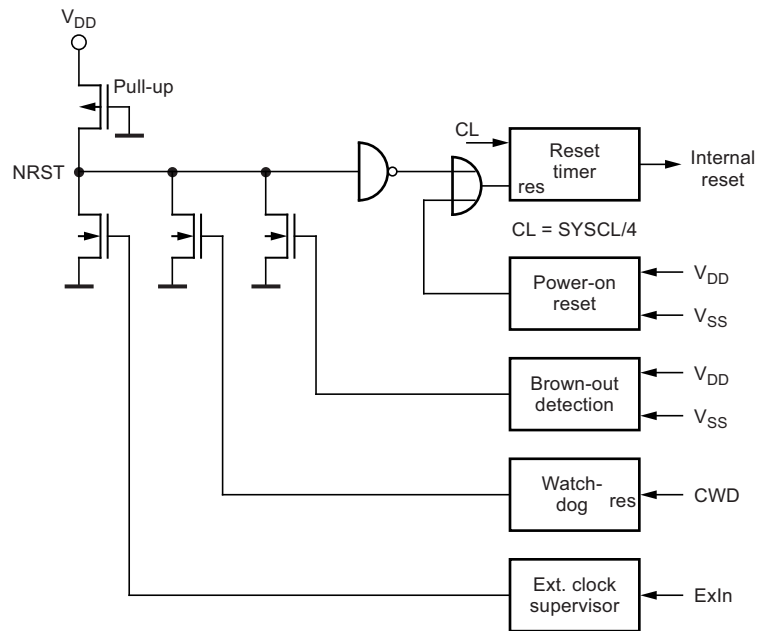 VDD
Pull-up
NRST
CL
Reset
timer
res
Internal
reset
CL = SYSCL/4
Power-on
reset
VDD
VSS
Brown-out
detection
VDD
VSS
Watch-
dog
res
CWD
Ext. clock
supervisor
ExIn